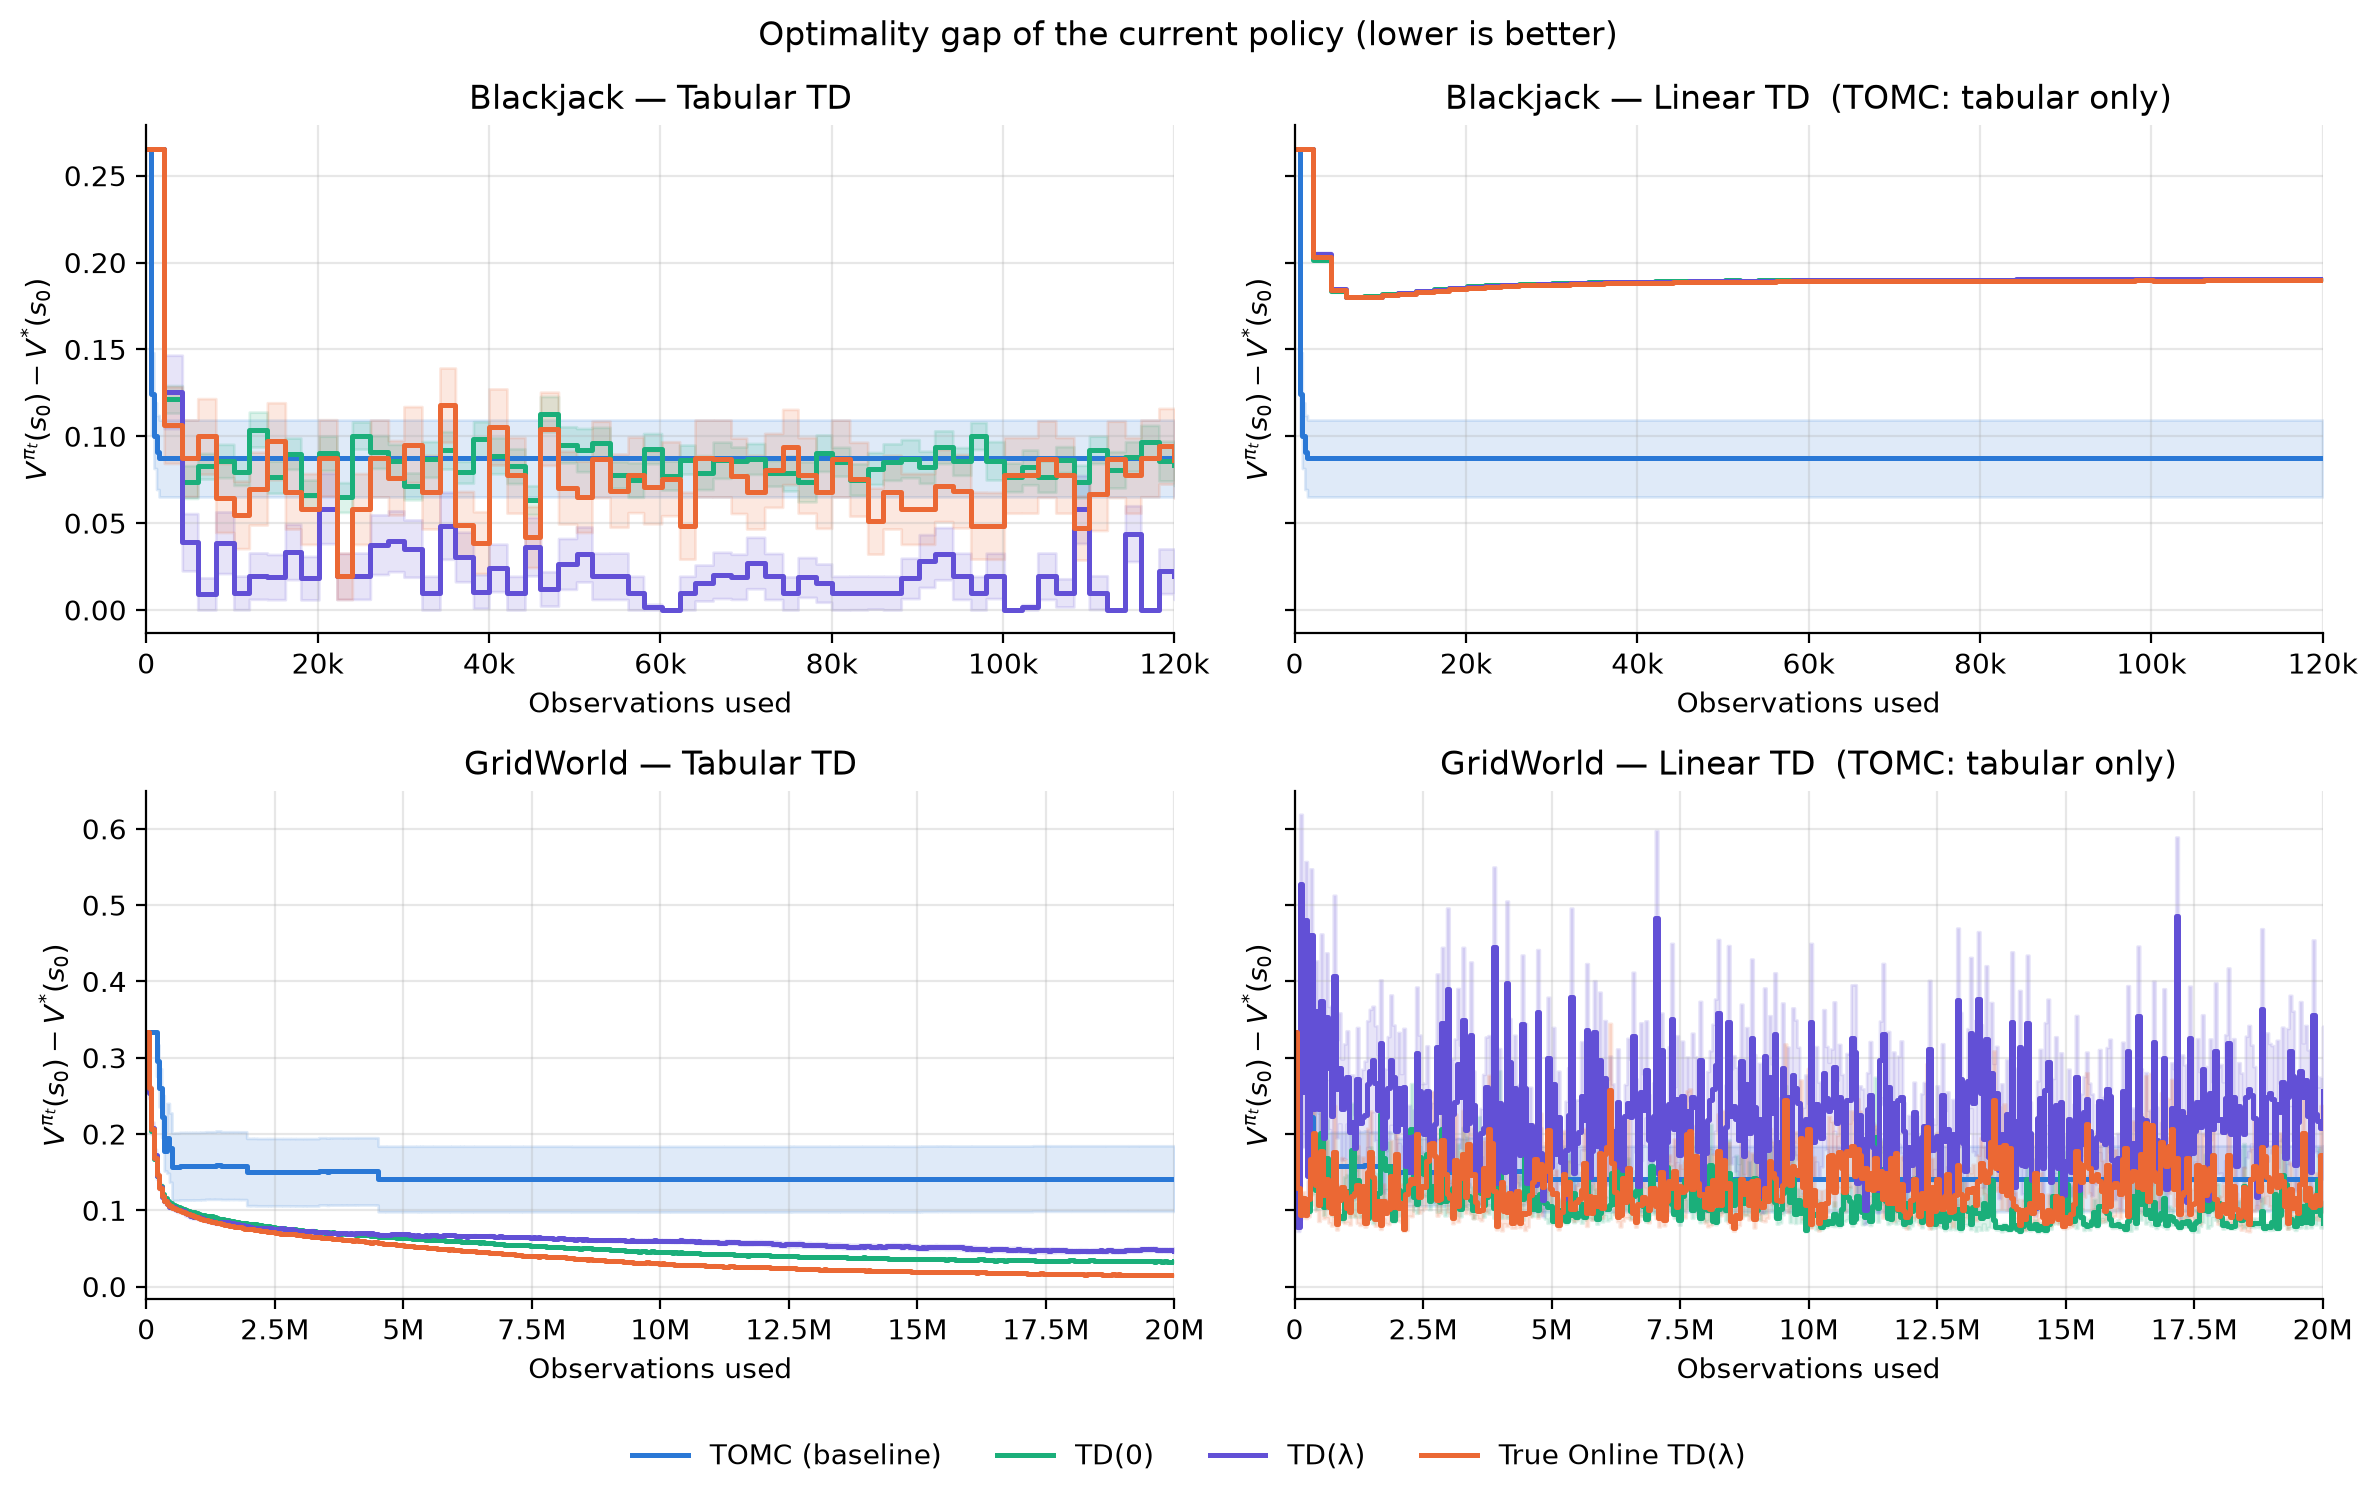 Optimality gap of the current policy (lower is better)
Blackjack — Tabular TD
0.25
0.20
0.15
0.10
0.05
0.00
V^{π_t}(s_0) − V^*(s_0)
0 20k 40k 60k 80k 100k 120k
Observations used
Blackjack — Linear TD (TOMC: tabular only)
V^{π_t}(s_0) − V^*(s_0)
0 20k 40k 60k 80k 100k 120k
Observations used
GridWorld — Tabular TD
0.6
0.5
0.4
0.3
0.2
0.1
0.0
V^{π_t}(s_0) − V^*(s_0)
0 2.5M 5M 7.5M 10M 12.5M 15M 17.5M 20M
Observations used
GridWorld — Linear TD (TOMC: tabular only)
V^{π_t}(s_0) − V^*(s_0)
0 2.5M 5M 7.5M 10M 12.5M 15M 17.5M 20M
Observations used
TOMC (baseline) TD(0) TD(λ) True Online TD(λ)